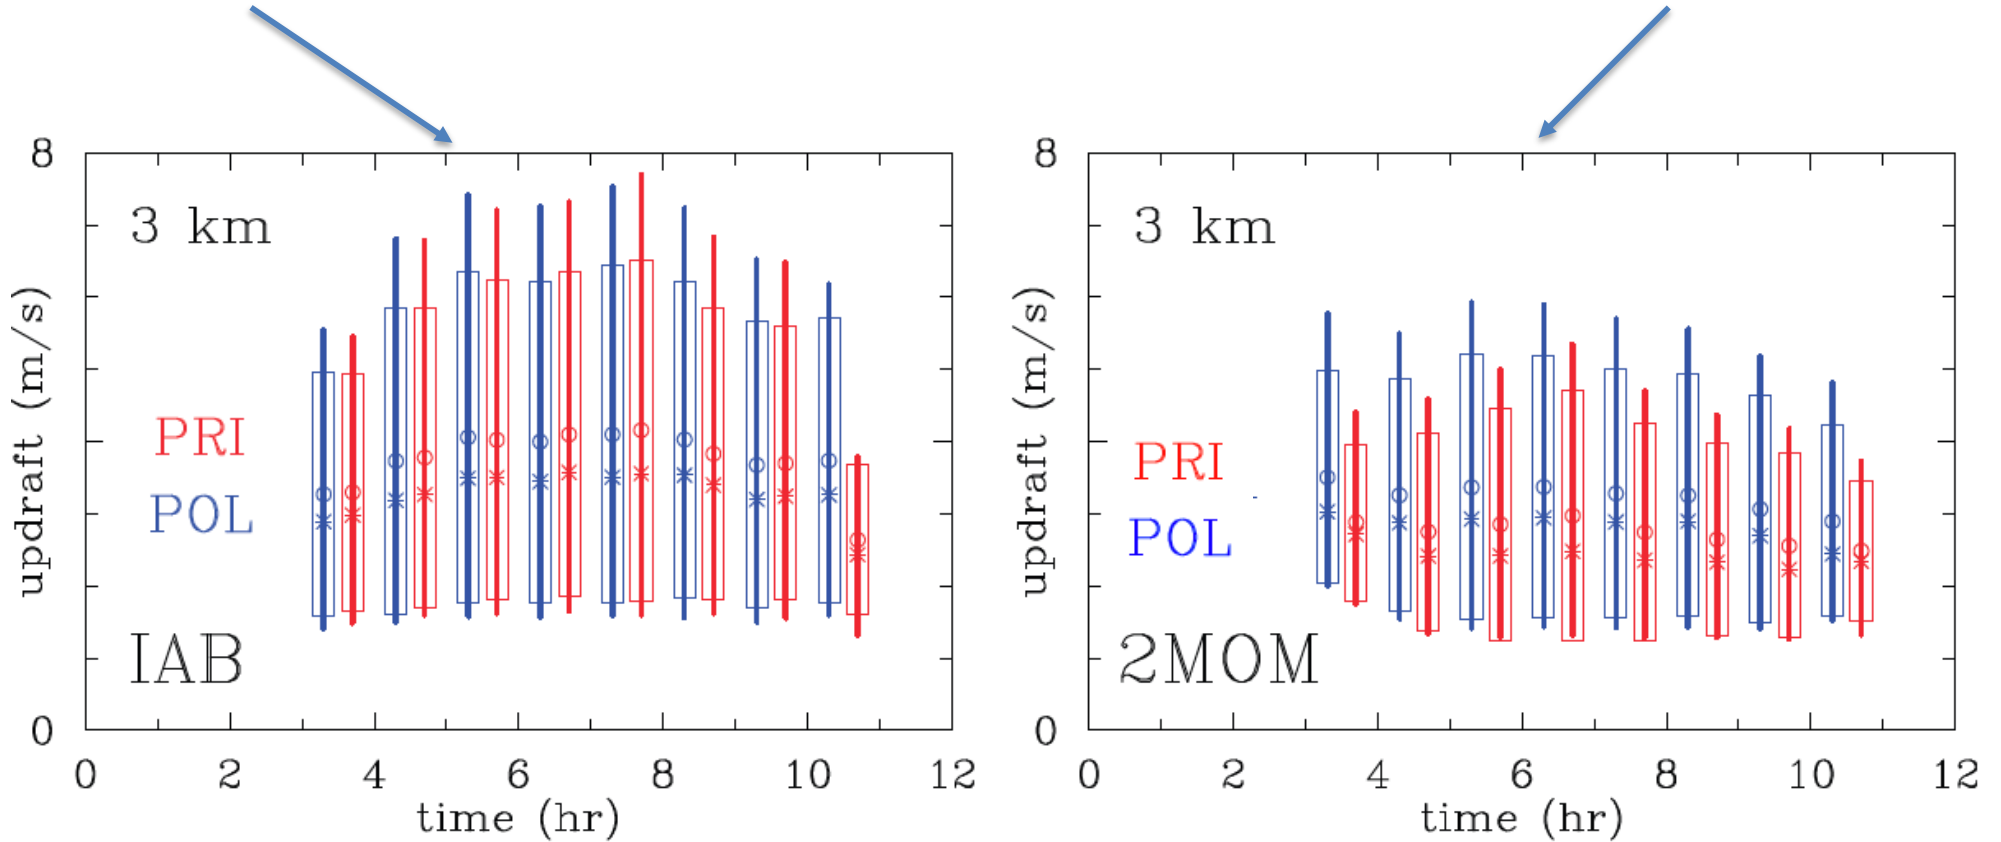 8
3 km
updraft (m/s)
PRI
POL
IAB
0
0 2 4 6 8 10 12
time (hr)
8
3 km
updraft (m/s)
PRI
POL
2MOM
0
0 2 4 6 8 10 12
time (hr)